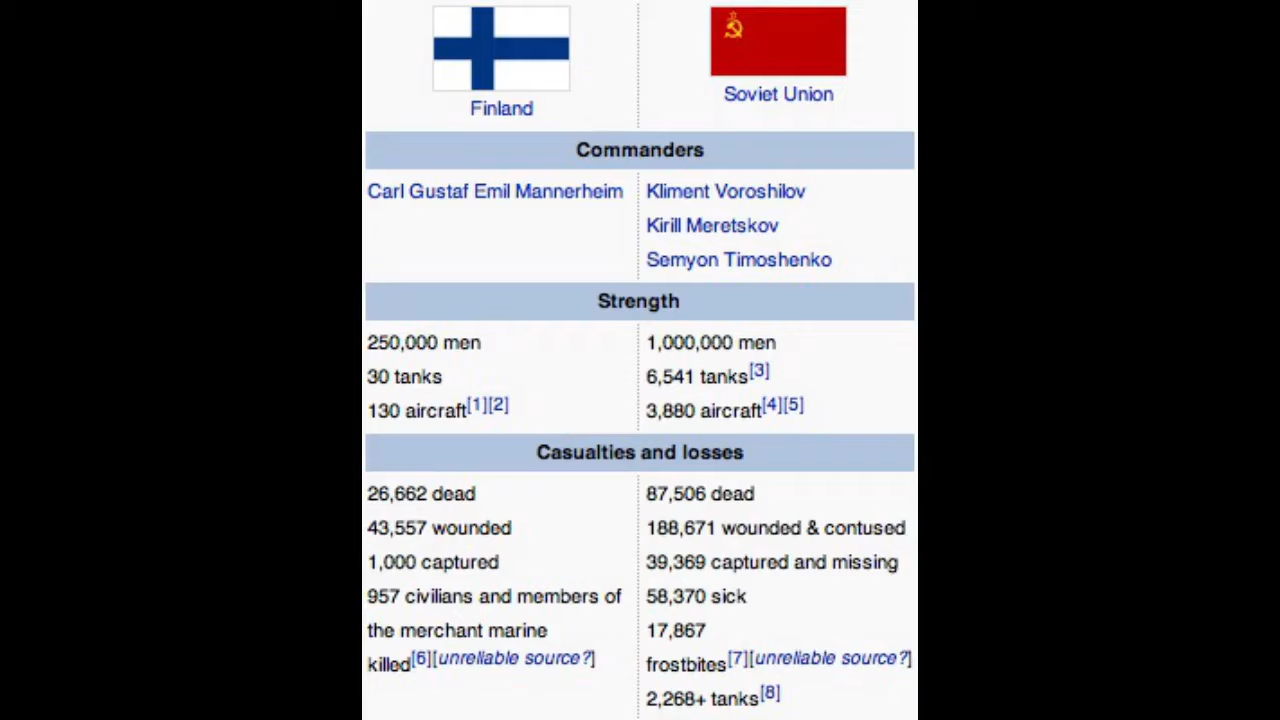 Finland
Soviet Union
Commanders
Carl Gustaf Emil Mannerheim
Kliment Voroshilov
Kirill Meretskov
Semyon Timoshenko
Strength
250,000 men
30 tanks
130 aircraft[1][2]
1,000,000 men
6,541 tanks[3]
3,880 aircraft[4][5]
Casualties and losses
26,662 dead
43,557 wounded
1,000 captured
957 civilians and members of
the merchant marine
killed[6][unreliable source?]
87,506 dead
188,671 wounded & contused
39,369 captured and missing
58,370 sick
17,867
frostbites[7][unreliable source?]
2,268+ tanks[8]